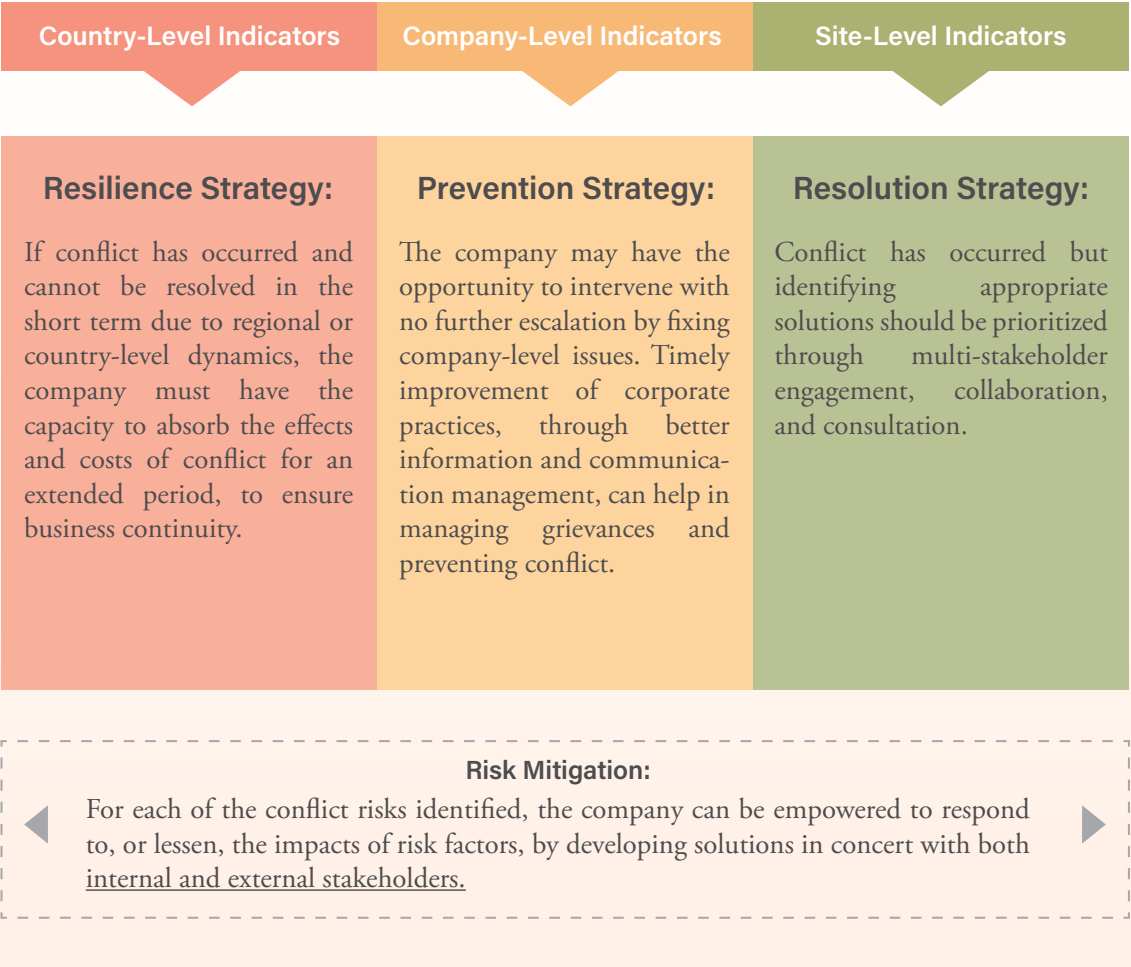 Country-Level Indicators
Company-Level Indicators
Site-Level Indicators
Resilience Strategy:
If conflict has occurred and
cannot be resolved in the
short term due to regional or
country-level dynamics, the
company must have the
capacity to absorb the effects
and costs of conflict for an
extended period, to ensure
business continuity.
Prevention Strategy:
The company may have the
opportunity to intervene with
no further escalation by fixing
company-level issues. Timely
improvement of corporate
practices, through better
information and communica-
tion management, can help in
managing grievances and
preventing conflict.
Resolution Strategy:
Conflict has occurred but
identifying appropriate
solutions should be prioritized
through multi-stakeholder
engagement, collaboration,
and consultation.
Risk Mitigation:
For each of the conflict risks identified, the company can be empowered to respond
to, or lessen, the impacts of risk factors, by developing solutions in concert with both
internal and external stakeholders.